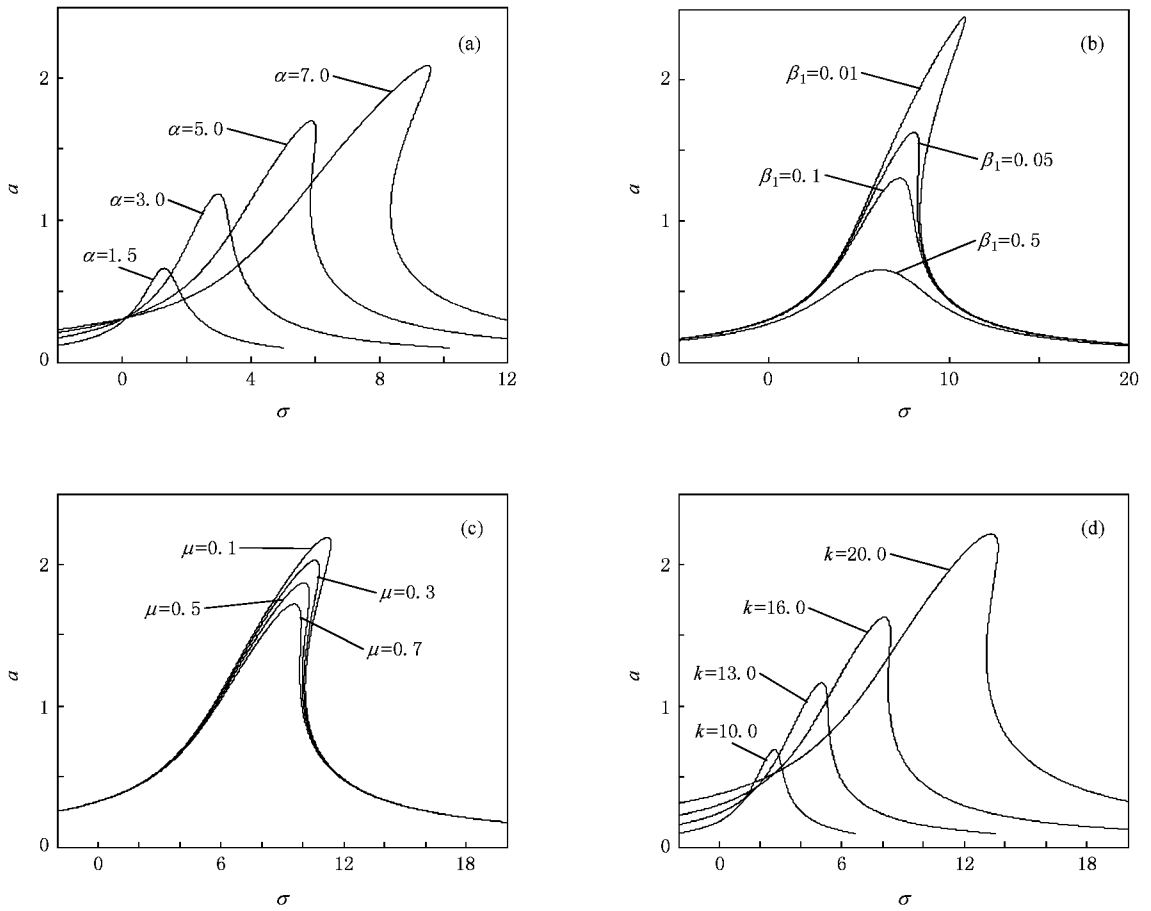 (a)
α=7.0
α=5.0
α=3.0
α=1.5
a
2
1
0
0 4 8 12
σ
(b)
β₁=0.01
β₁=0.05
β₁=0.1
β₁=0.5
a
2
1
0
0 10 20
σ
(c)
μ=0.1
μ=0.3
μ=0.5
μ=0.7
a
2
1
0
0 6 12 18
σ
(d)
k=20.0
k=16.0
k=13.0
k=10.0
a
2
1
0
0 6 12 18
σ